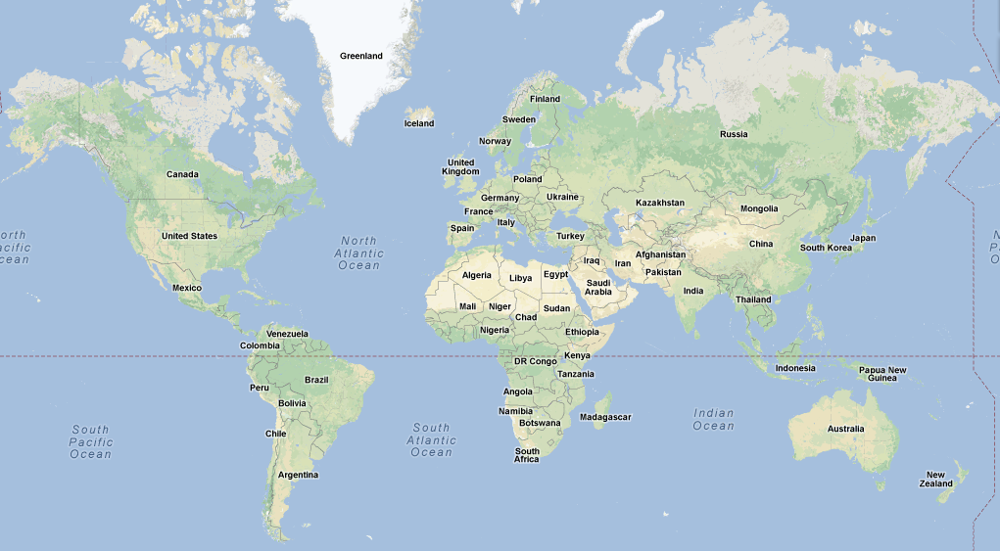 Greenland
Finland
Iceland
Sweden
Russia
Norway
United
Kingdom
Canada
Poland
Germany
Ukraine
Kazakhstan
France
Mongolia
Italy
Spain
United States
Turkey
Japan
China
South Korea
North
Atlantic
Ocean
Afghanistan
Iraq
Iran
Pakistan
Algeria
Libya
Egypt
Saudi
Arabia
Mexico
India
Thailand
Mali
Niger
Sudan
Chad
Nigeria
Ethiopia
Venezuela
Colombia
Kenya
DR Congo
Indonesia
Papua New
Guinea
Tanzania
Brazil
Peru
Angola
Bolivia
Namibia
Madagascar
Botswana
Indian
Ocean
Australia
South
Pacific
Ocean
South
Atlantic
Ocean
Chile
South
Africa
Argentina
New
Zealand